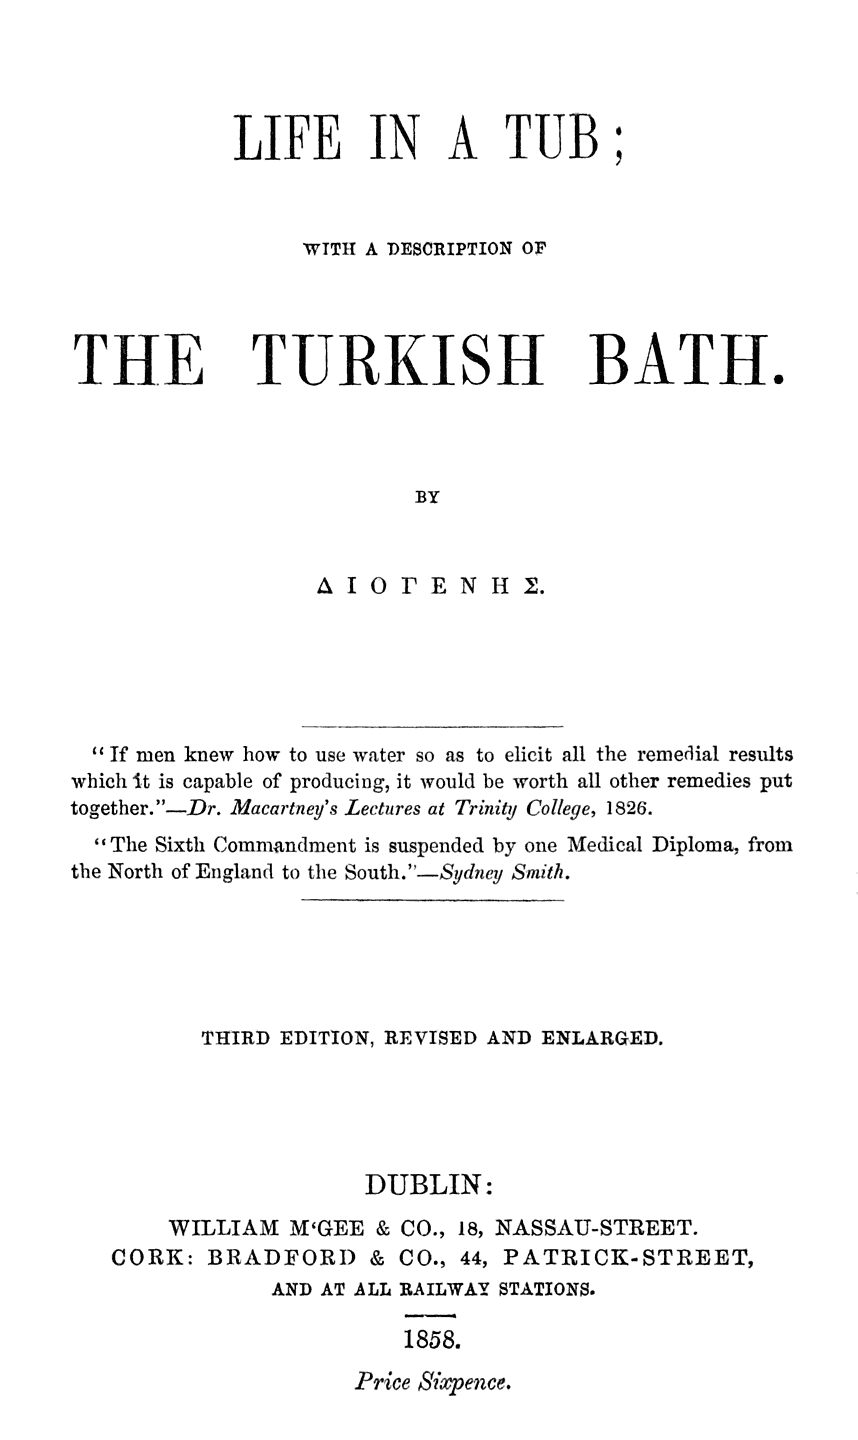 LIFE IN A TUB;
WITH A DESCRIPTION OF
THE TURKISH BATH.
BY
ΔΙΟΓΕΝΗΣ.
“If men knew how to use water so as to elicit all the remedial results
which it is capable of producing, it would be worth all other remedies put
together.”—Dr. Macartney's Lectures at Trinity College, 1826.
“The Sixth Commandment is suspended by one Medical Diploma, from
the North of England to the South.”—Sydney Smith.
THIRD EDITION, REVISED AND ENLARGED.
DUBLIN:
WILLIAM M‘GEE & CO., 18, NASSAU-STREET.
CORK: BRADFORD & CO., 44, PATRICK-STREET,
AND AT ALL RAILWAY STATIONS.
1858.
Price Sixpence.